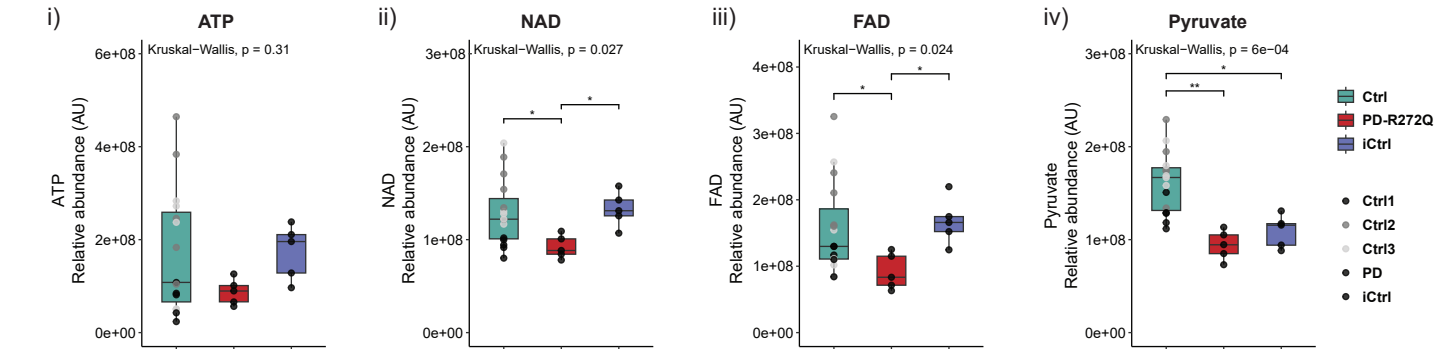 i)
ATP
Kruskal−Wallis, p = 0.31
6e+08
4e+08
2e+08
0e+00
ATP
Relative abundance (AU)
ii)
NAD
Kruskal−Wallis, p = 0.027
3e+08
2e+08
1e+08
0e+00
NAD
Relative abundance (AU)
*
*
iii)
FAD
Kruskal−Wallis, p = 0.024
4e+08
3e+08
2e+08
1e+08
0e+00
FAD
Relative abundance (AU)
*
*
iv)
Pyruvate
Kruskal−Wallis, p = 6e−04
3e+08
2e+08
1e+08
0e+00
Pyruvate
Relative abundance (AU)
*
**
Ctrl
PD-R272Q
iCtrl
Ctrl1
Ctrl2
Ctrl3
PD
iCtrl